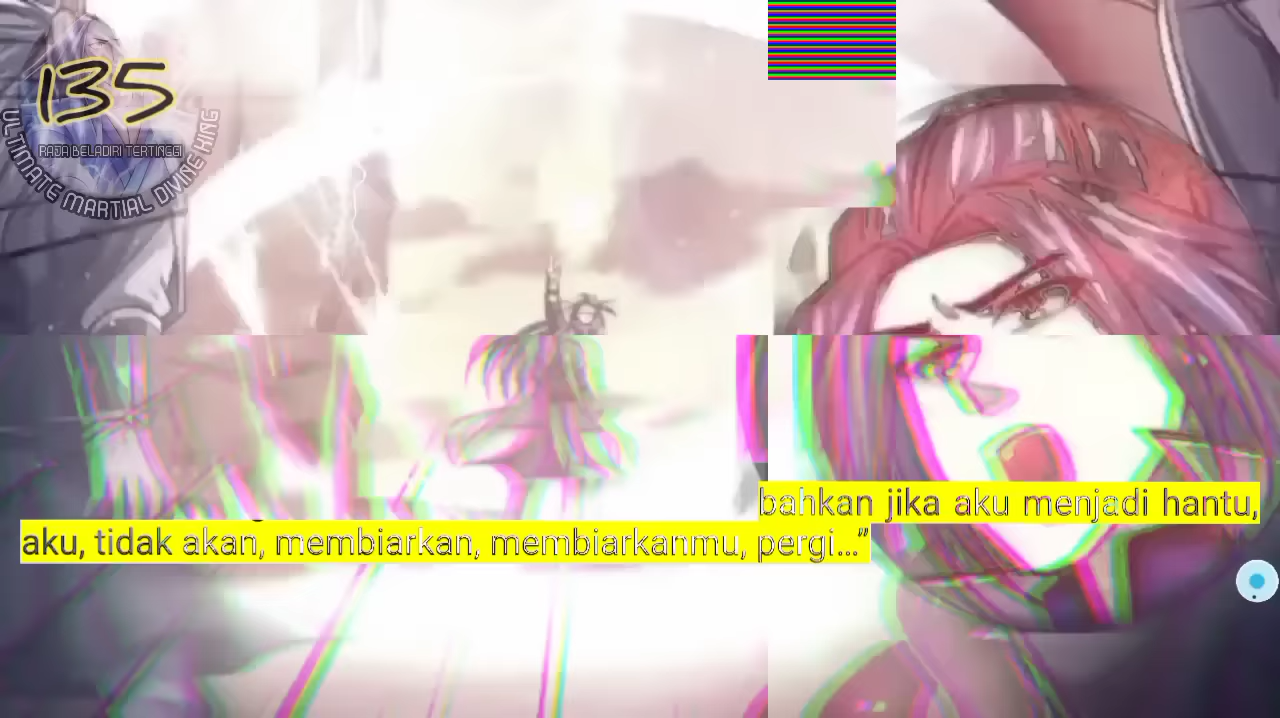 135
RAJA BELADIRI TERTINGGI
ULTIMATE MARTIAL DIVINE KING
bahkan jika aku menjadi hantu,
aku, tidak akan, membiarkan, membiarkanmu, pergi…”